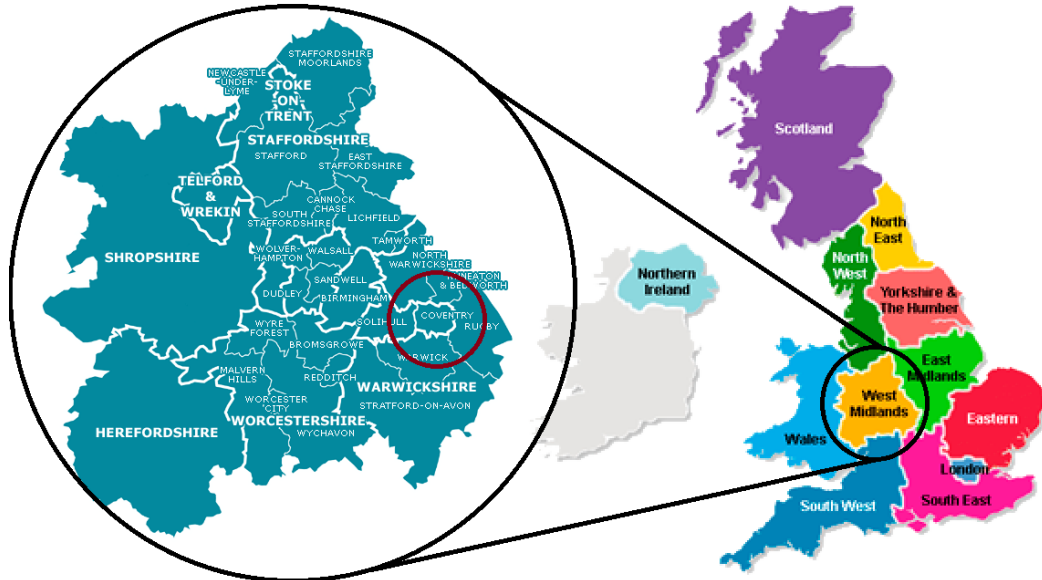 STAFFORDSHIRE
MOORLANDS
NEWCASTLE
-UNDER-
LYME
STOKE
-ON-
TRENT
STAFFORDSHIRE
STAFFORD
EAST
STAFFORDSHIRE
TELFORD
&
WREKIN
CANNOCK
CHASE
SOUTH
STAFFORDSHIRE
LICHFIELD
TAMWORTH
SHROPSHIRE
WOLVER-
HAMPTON
WALSALL
NORTH
WARWICKSHIRE
NUNEATON
& BEDWORTH
SANDWELL
DUDLEY
BIRMINGHAM
SOLIHULL
COVENTRY
RUGBY
WYRE
FOREST
BROMSGROVE
WARWICK
MALVERN
HILLS
REDDITCH
WARWICKSHIRE
WORCESTER
CITY
STRATFORD-ON-AVON
HEREFORDSHIRE
WORCESTERSHIRE
WYCHAVON
Scotland
North
East
North
West
Northern
Ireland
Yorkshire &
The Humber
East
Midlands
West
Midlands
Eastern
Wales
London
South West
South East